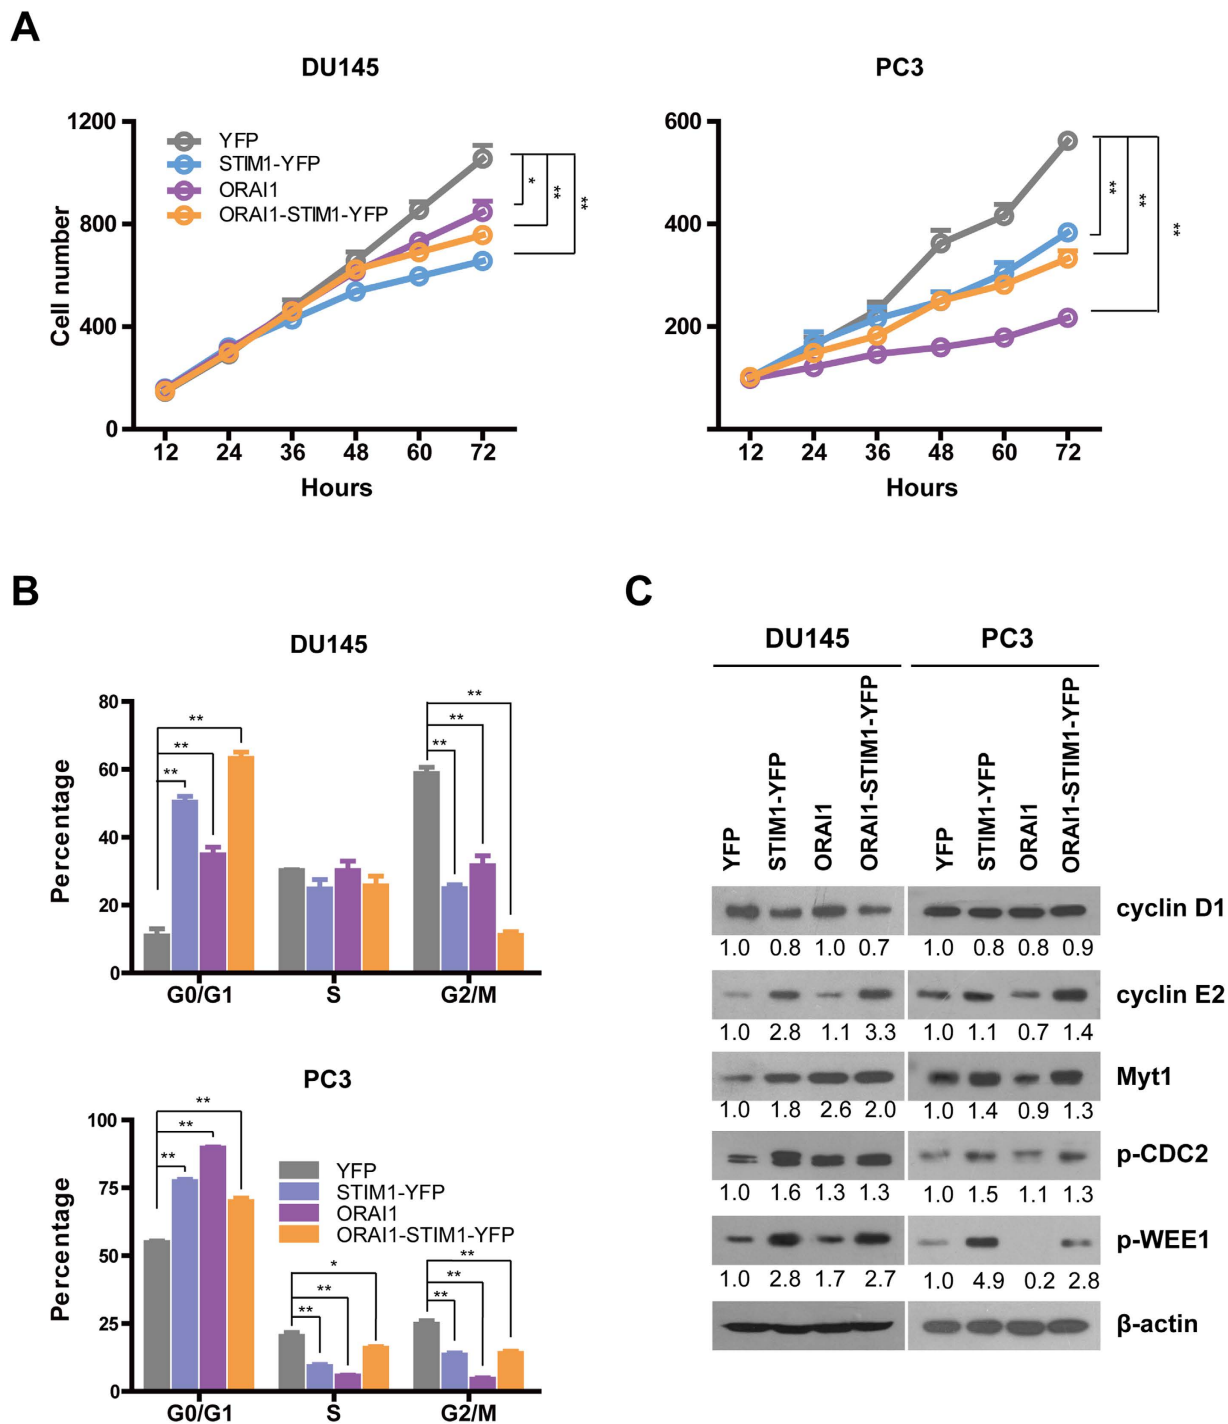 A
DU145
PC3
1200
800
400
0
Cell number
YFP
STIM1-YFP
ORAI1
ORAI1-STIM1-YFP
*
**
**
12 24 36 48 60 72
Hours
600
400
200
**
**
**
12 24 36 48 60 72
Hours
B
DU145
80
60
40
20
0
Percentage
**
**
**
**
**
**
G0/G1 S G2/M
PC3
100
75
50
25
0
Percentage
**
**
**
YFP
STIM1-YFP
ORAI1
ORAI1-STIM1-YFP
*
**
**
**
**
**
G0/G1 S G2/M
C
DU145 PC3
YFP STIM1-YFP ORAI1 ORAI1-STIM1-YFP YFP STIM1-YFP ORAI1 ORAI1-STIM1-YFP
cyclin D1
1.0 0.8 1.0 0.7 1.0 0.8 0.8 0.9
cyclin E2
1.0 2.8 1.1 3.3 1.0 1.1 0.7 1.4
Myt1
1.0 1.8 2.6 2.0 1.0 1.4 0.9 1.3
p-CDC2
1.0 1.6 1.3 1.3 1.0 1.5 1.1 1.3
p-WEE1
1.0 2.8 1.7 2.7 1.0 4.9 0.2 2.8
β-actin